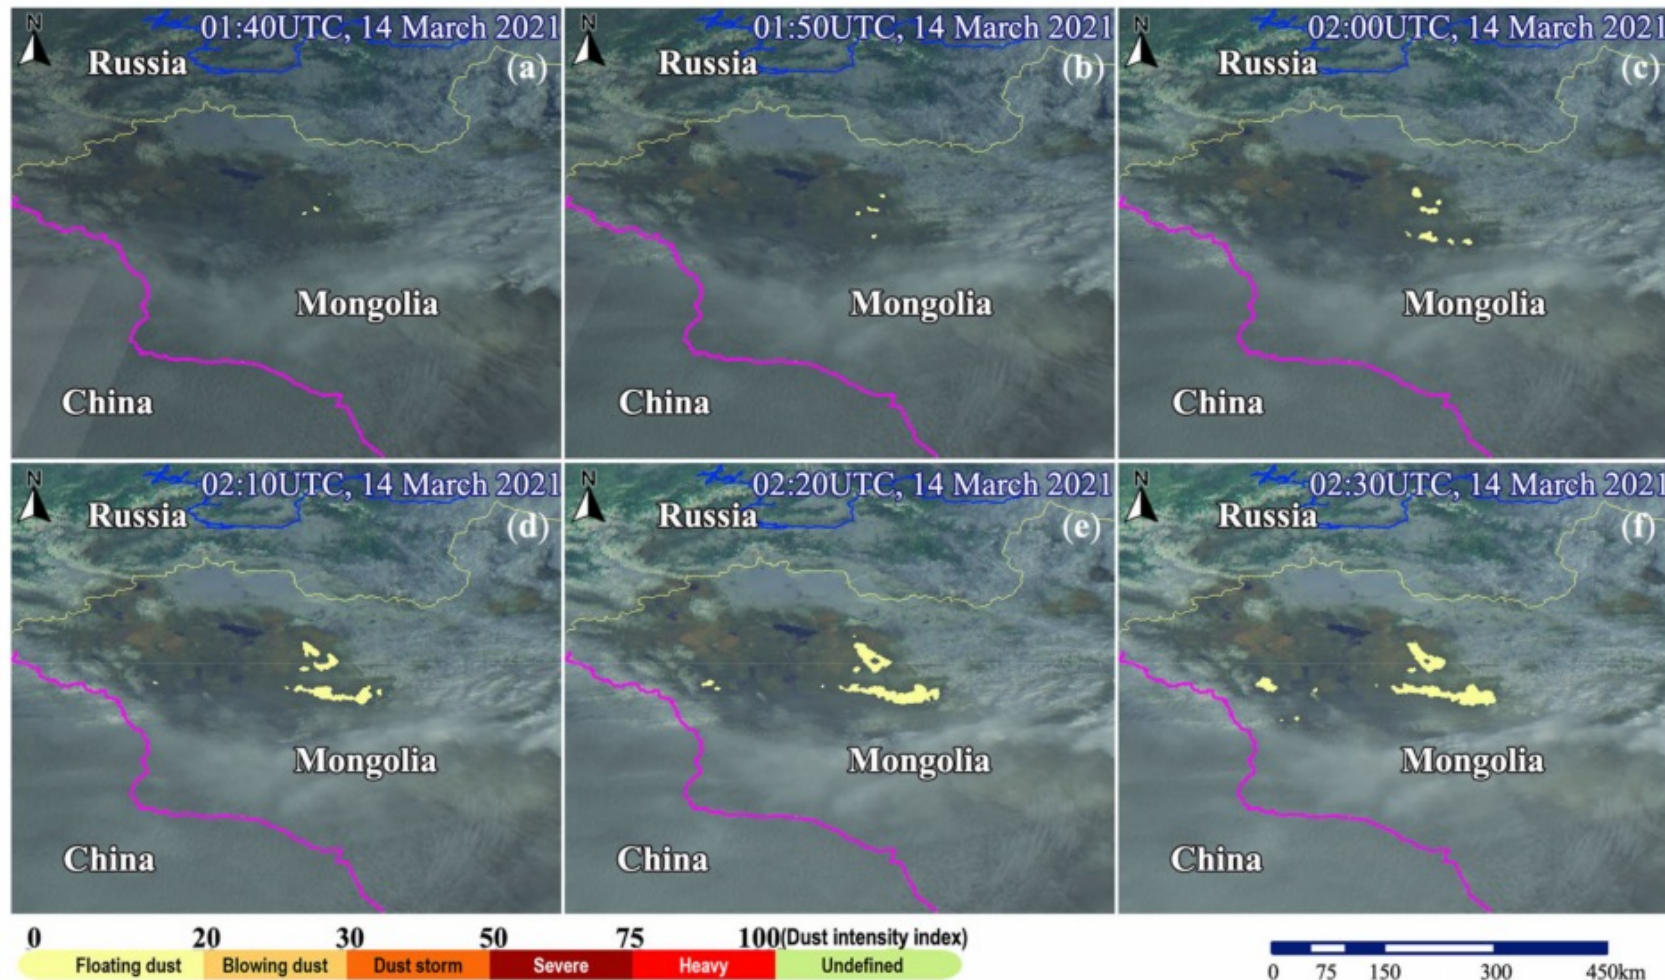 N
01:40UTC, 14 March 2021
Russia
(a)
Mongolia
China
N
01:50UTC, 14 March 2021
Russia
(b)
Mongolia
China
N
02:00UTC, 14 March 2021
Russia
(c)
Mongolia
China
N
02:10UTC, 14 March 2021
Russia
(d)
Mongolia
China
N
02:20UTC, 14 March 2021
Russia
(e)
Mongolia
China
N
02:30UTC, 14 March 2021
Russia
(f)
Mongolia
China
0 20 30 50 75 100(Dust intensity index)
Floating dust Blowing dust Dust storm Severe Heavy Undefined
0 75 150 300 450km